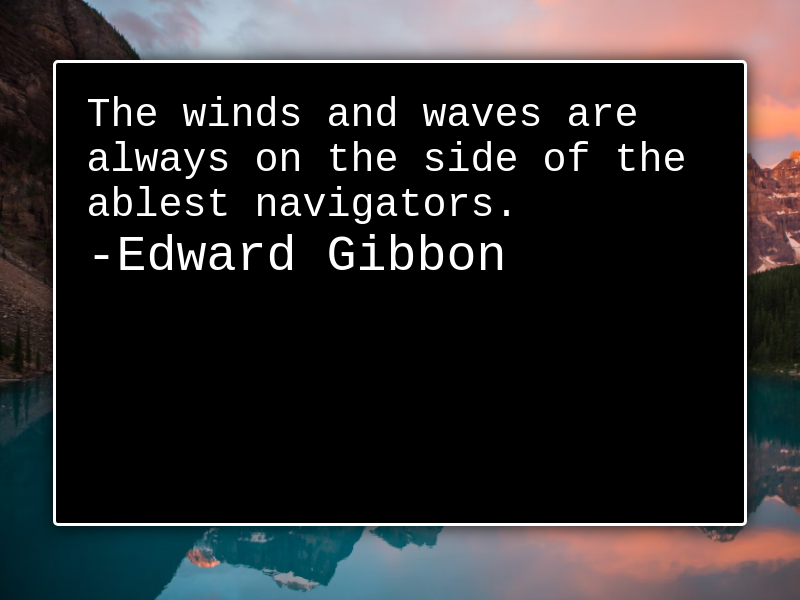 The winds and waves are
always on the side of the
ablest navigators.
-Edward Gibbon